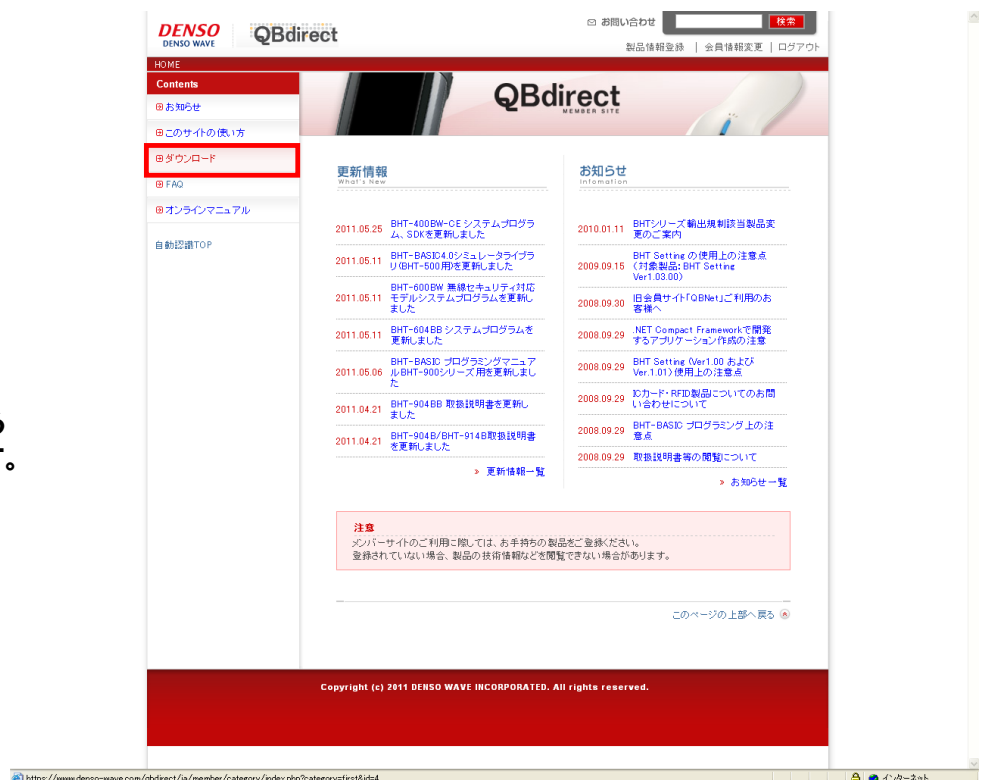 DENSO
DENSO WAVE
QBdirect
お問い合わせ
検索
製品情報登録 | 会員情報変更 | ログアウト
HOME
Contents
お知らせ
このサイトの使い方
ダウンロード
FAQ
オンラインマニュアル
自動認識TOP
QBdirect
MEMBER SITE
更新情報
What's New
2011.05.25 BHT-400BW-CE システムプログラ
ム、SDKを更新しました
2011.05.11 BHT-BASIC4.0シミュレータライブラ
リ(BHT-500用)を更新しました
2011.05.11 BHT-600BW 無線セキュリティ対応
モデルシステムプログラムを更新し
ました
2011.05.11 BHT-604BB システムプログラムを
更新しました
2011.05.06 BHT-BASIC プログラミングマニュア
ルBHT-900シリーズ用を更新しまし
た
2011.04.21 BHT-904BB 取扱説明書を更新し
ました
2011.04.21 BHT-904B/BHT-914B取扱説明書
を更新しました
» 更新情報一覧
お知らせ
Infomation
2010.01.11 BHTシリーズ輸出規制該当製品変
更のご案内
2009.09.15 BHT Setting の使用上の注意点
(対象製品: BHT Setting
Ver1.03.00)
2008.09.30 旧会員サイト「QBNet」ご利用のお
客様へ
2008.09.29 .NET Compact Frameworkで開発
するアプリケーション作成の注意
2008.09.29 BHT Setting (Ver1.00 および
Ver.1.01) 使用上の注意点
2008.09.29 ICカード・RFID製品についてのお問
い合わせについて
2008.09.29 BHT-BASIC プログラミング上の注
意点
2008.09.29 取扱説明書等の閲覧について
» お知らせ一覧
注意
メンバーサイトのご利用に際しては、お手持ちの製品をご登録ください。
登録されていない場合、製品の技術情報などを閲覧できない場合があります。
このページの上部へ戻る
Copyright (c) 2011 DENSO WAVE INCORPORATED. All rights reserved.
https://www.denso-wave.com/qbdirect/ja/member/category/index.php?category=first&id=4
インターネット